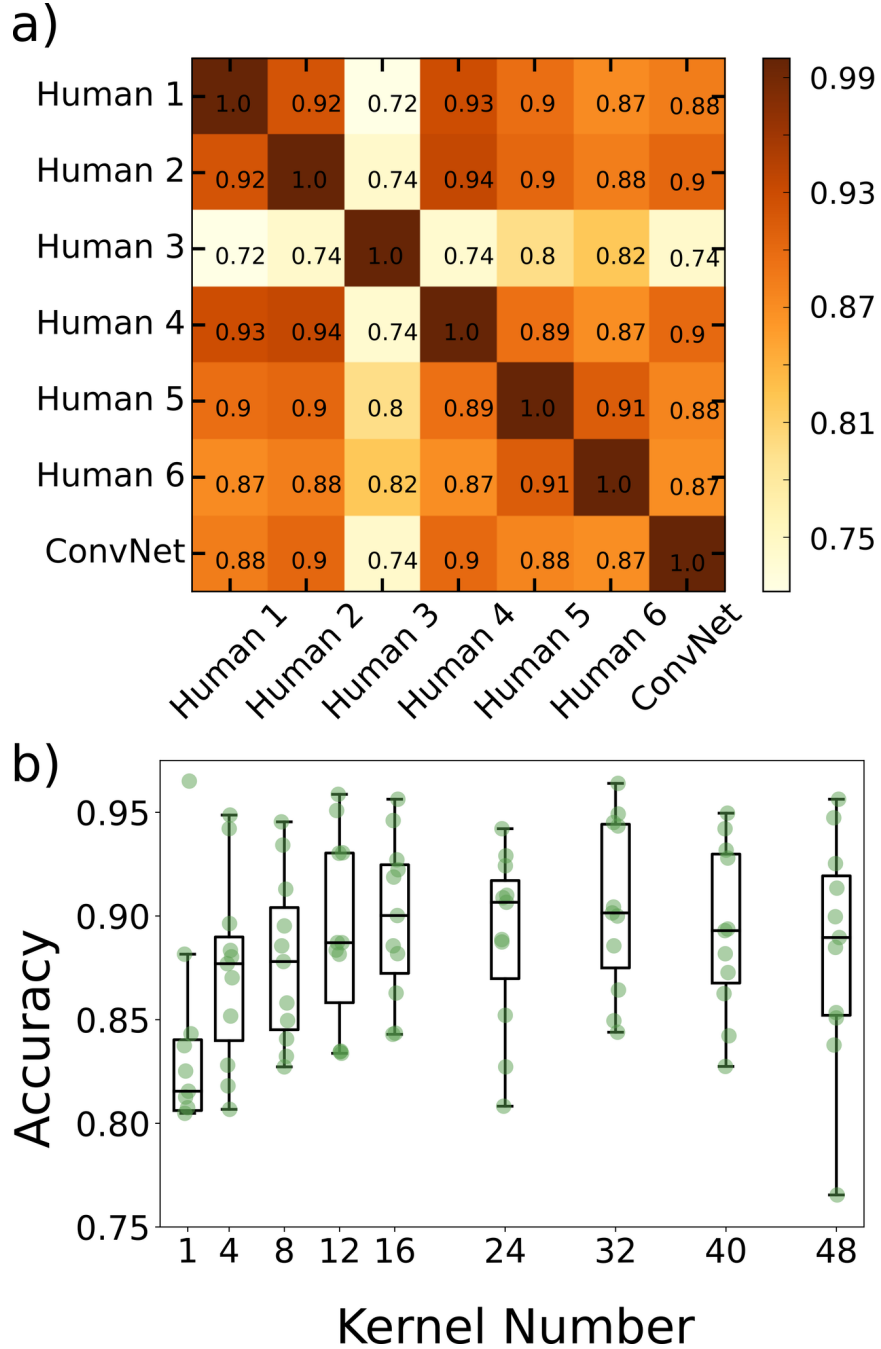 a)
Human 1 1.0 0.92 0.72 0.93 0.9 0.87 0.88
Human 2 0.92 1.0 0.74 0.94 0.9 0.88 0.9
Human 3 0.72 0.74 1.0 0.74 0.8 0.82 0.74
Human 4 0.93 0.94 0.74 1.0 0.89 0.87 0.9
Human 5 0.9 0.9 0.8 0.89 1.0 0.91 0.88
Human 6 0.87 0.88 0.82 0.87 0.91 1.0 0.87
ConvNet 0.88 0.9 0.74 0.9 0.88 0.87 1.0
Human 1 Human 2 Human 3 Human 4 Human 5 Human 6 ConvNet
0.99
0.93
0.87
0.81
0.75
b)
Accuracy
0.95
0.90
0.85
0.80
0.75
1 4 8 12 16 24 32 40 48
Kernel Number